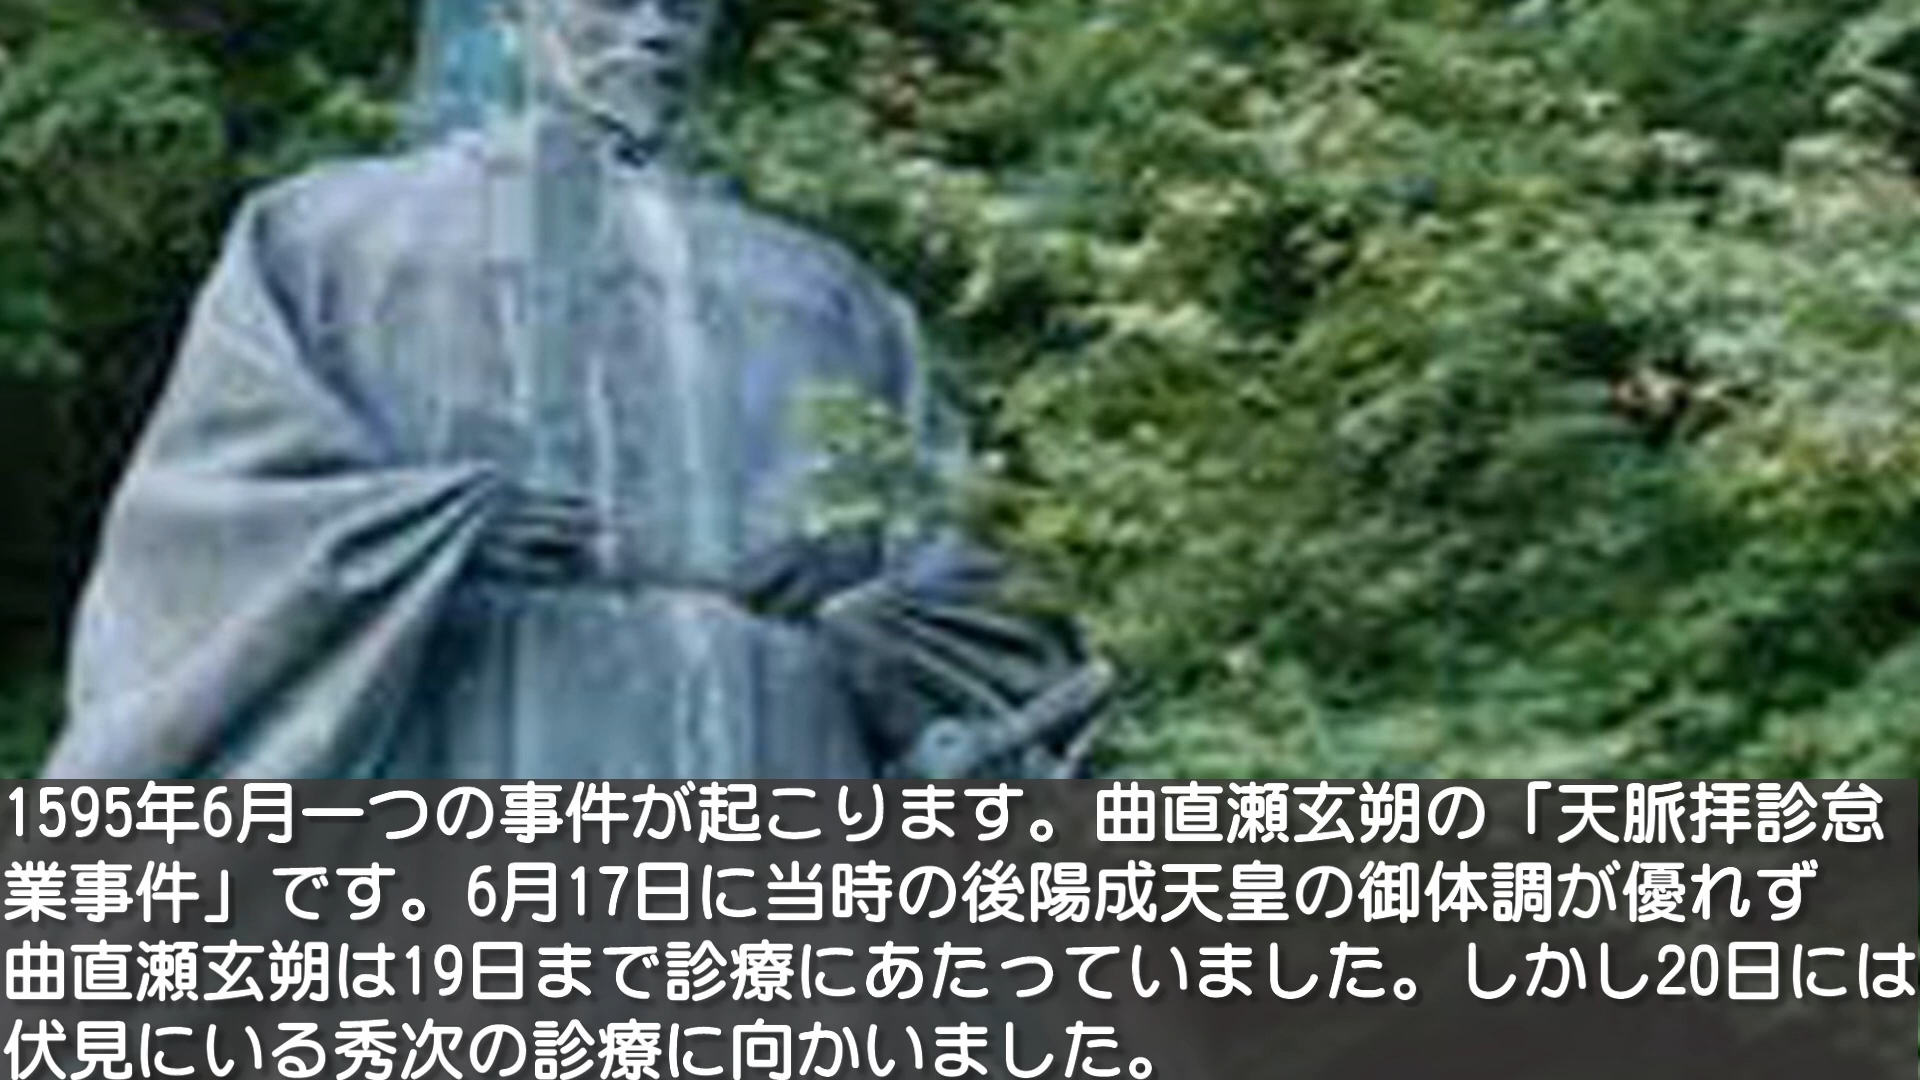 1595年6月一つの事件が起こります。曲直瀬玄朔の「天脈拝診怠
業事件」です。6月17日に当時の後陽成天皇の御体調が優れず
曲直瀬玄朔は19日まで診療にあたっていました。しかし20日には
伏見にいる秀次の診療に向かいました。